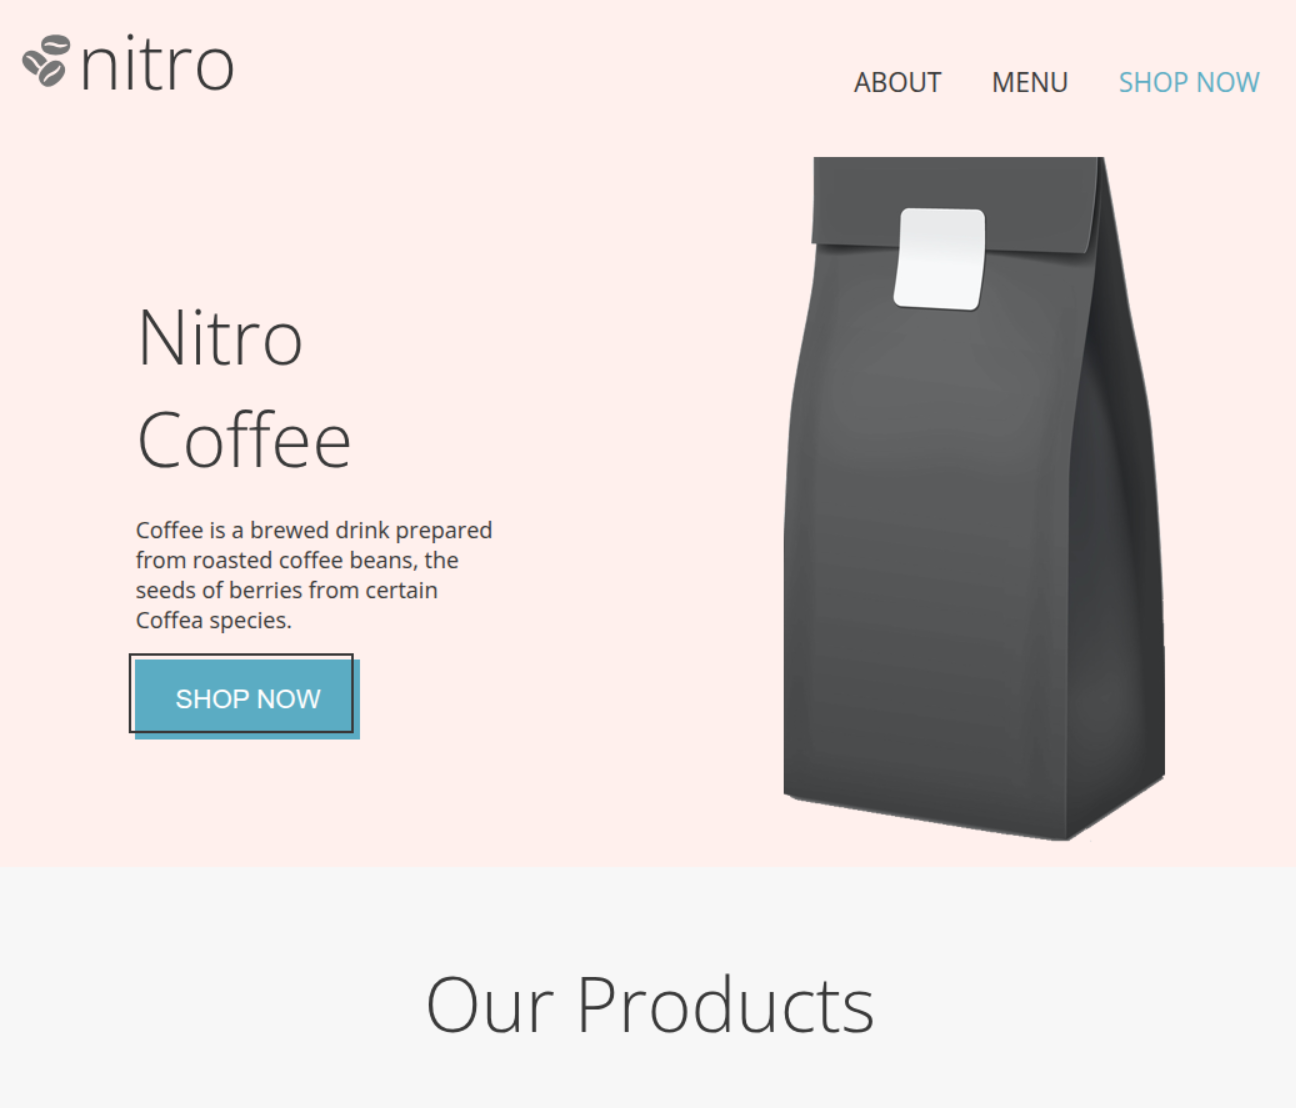 nitro
ABOUT MENU SHOP NOW
Nitro
Coffee
Coffee is a brewed drink prepared
from roasted coffee beans, the
seeds of berries from certain
Coffea species.
SHOP NOW
Our Products